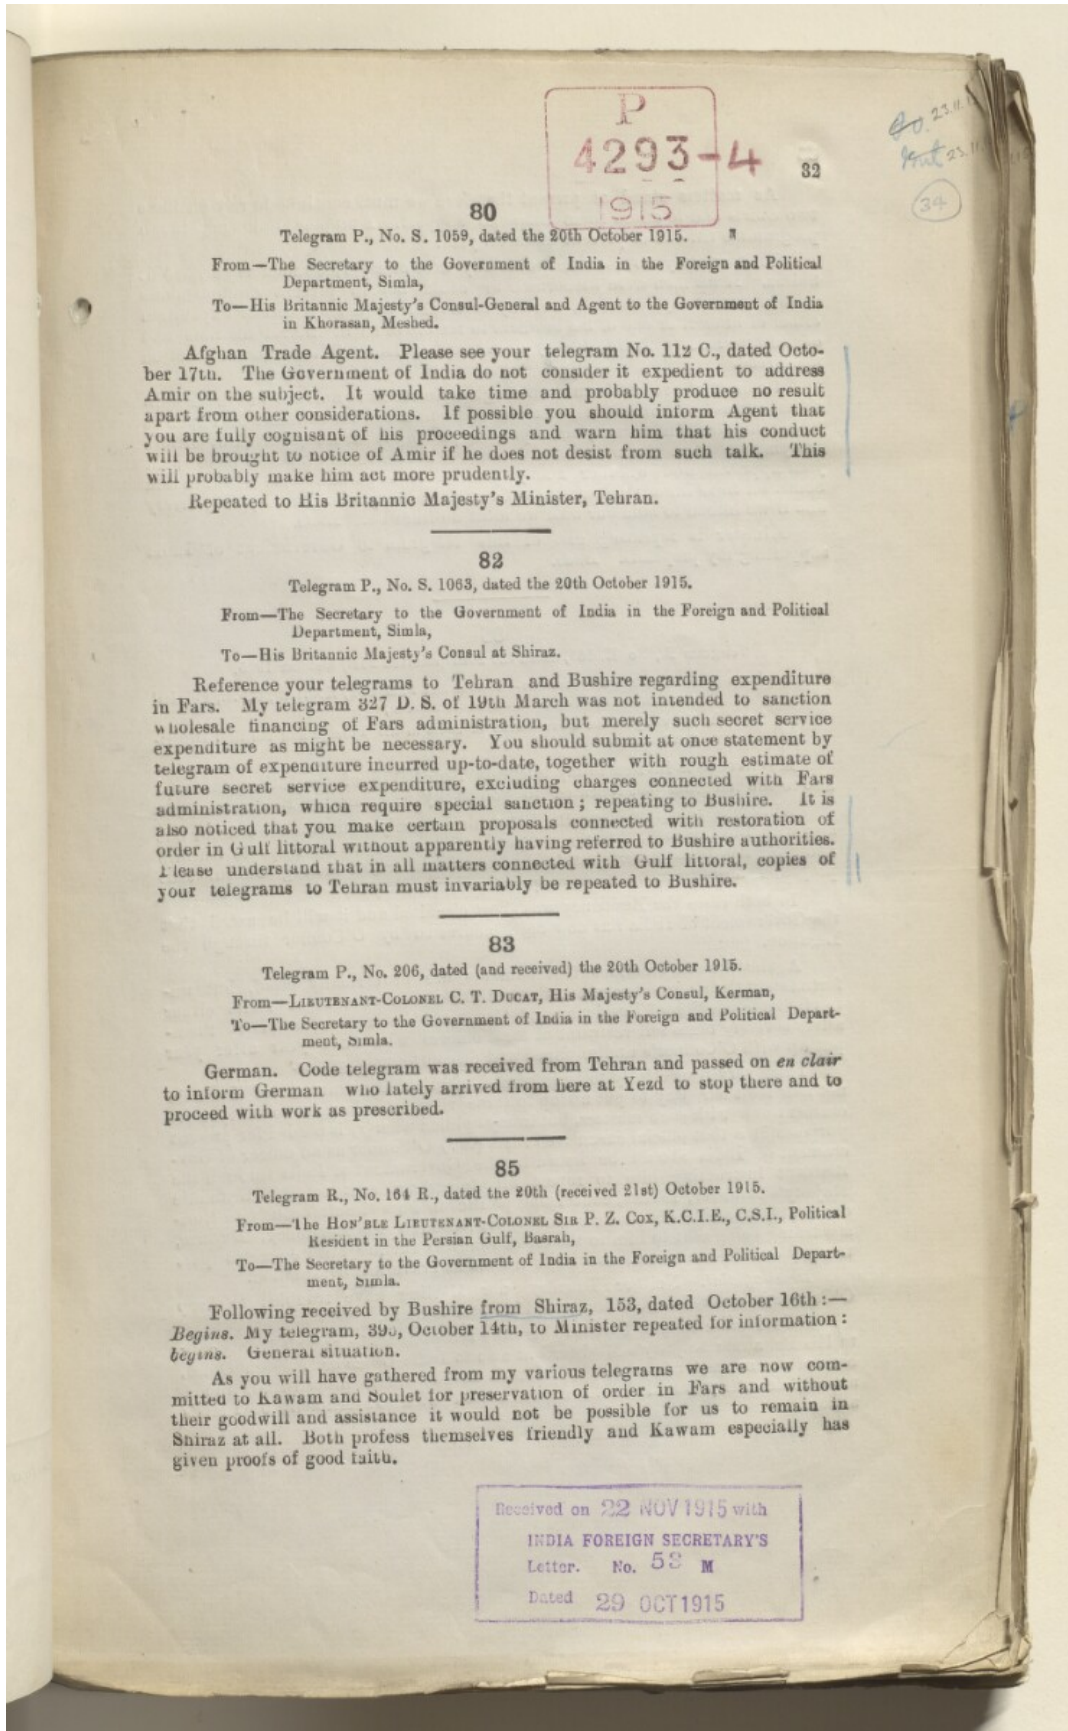 P
4293-4
1915
32
23.11.
23.11.
34
80
Telegram P., No. S. 1059, dated the 20th October 1915.
From—The Secretary to the Government of India in the Foreign and Political
Department, Simla,
To—His Britannic Majesty's Consul-General and Agent to the Government of India
in Khorasan, Meshed.
Afghan Trade Agent. Please see your telegram No. 112 C., dated Octo-
ber 17th. The Government of India do not consider it expedient to address
Amir on the subject. It would take time and probably produce no result
apart from other considerations. If possible you should inform Agent that
you are fully cognisant of his proceedings and warn him that his conduct
will be brought to notice of Amir if he does not desist from such talk. This
will probably make him act more prudently.
Repeated to His Britannic Majesty's Minister, Tehran.
82
Telegram P., No. S. 1063, dated the 20th October 1915.
From—The Secretary to the Government of India in the Foreign and Political
Department, Simla,
To—His Britannic Majesty's Consul at Shiraz.
Reference your telegrams to Tehran and Bushire regarding expenditure
in Fars. My telegram 327 D. S. of 19th March was not intended to sanction
wholesale financing of Fars administration, but merely such secret service
expenditure as might be necessary. You should submit at once statement by
telegram of expenditure incurred up-to-date, together with rough estimate of
future secret service expenditure, excluding charges connected with Fars
administration, which require special sanction; repeating to Bushire. It is
also noticed that you make certain proposals connected with restoration of
order in Gulf littoral without apparently having referred to Bushire authorities.
Please understand that in all matters connected with Gulf littoral, copies of
your telegrams to Tehran must invariably be repeated to Bushire.
83
Telegram P., No. 206, dated (and received) the 20th October 1915.
From—LIEUTENANT-COLONEL C. T. DUCAT, His Majesty's Consul, Kerman,
To—The Secretary to the Government of India in the Foreign and Political Depart-
ment, Simla.
German. Code telegram was received from Tehran and passed on en clair
to inform German who lately arrived from here at Yezd to stop there and to
proceed with work as prescribed.
85
Telegram R., No. 164 R., dated the 20th (received 21st) October 1915.
From—The HON'BLE LIEUTENANT-COLONEL SIR P. Z. COX, K.C.I.E., C.S.I., Political
Resident in the Persian Gulf, Basrah,
To—The Secretary to the Government of India in the Foreign and Political Depart-
ment, Simla.
Following received by Bushire from Shiraz, 153, dated October 16th:—
Begins. My telegram, October 14th, to Minister repeated for information:
begins. General situation.
As you will have gathered from my various telegrams we are now com-
mitted to Kawam and Soulet for preservation of order in Fars and without
their goodwill and assistance it would not be possible for us to remain in
Shiraz at all. Both profess themselves friendly and Kawam especially has
given proofs of good faith.
Received on 22 NOV 1915 with
INDIA FOREIGN SECRETARY'S
Letter. No. 53 M
Dated 29 OCT 1915